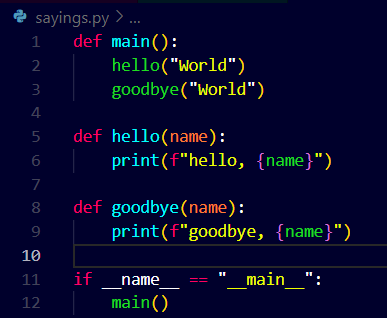 sayings.py > ...
1 def main():
2     hello("World")
3     goodbye("World")
4
5 def hello(name):
6     print(f"hello, {name}")
7
8 def goodbye(name):
9     print(f"goodbye, {name}")
10
11 if __name__ == "__main__":
12     main()